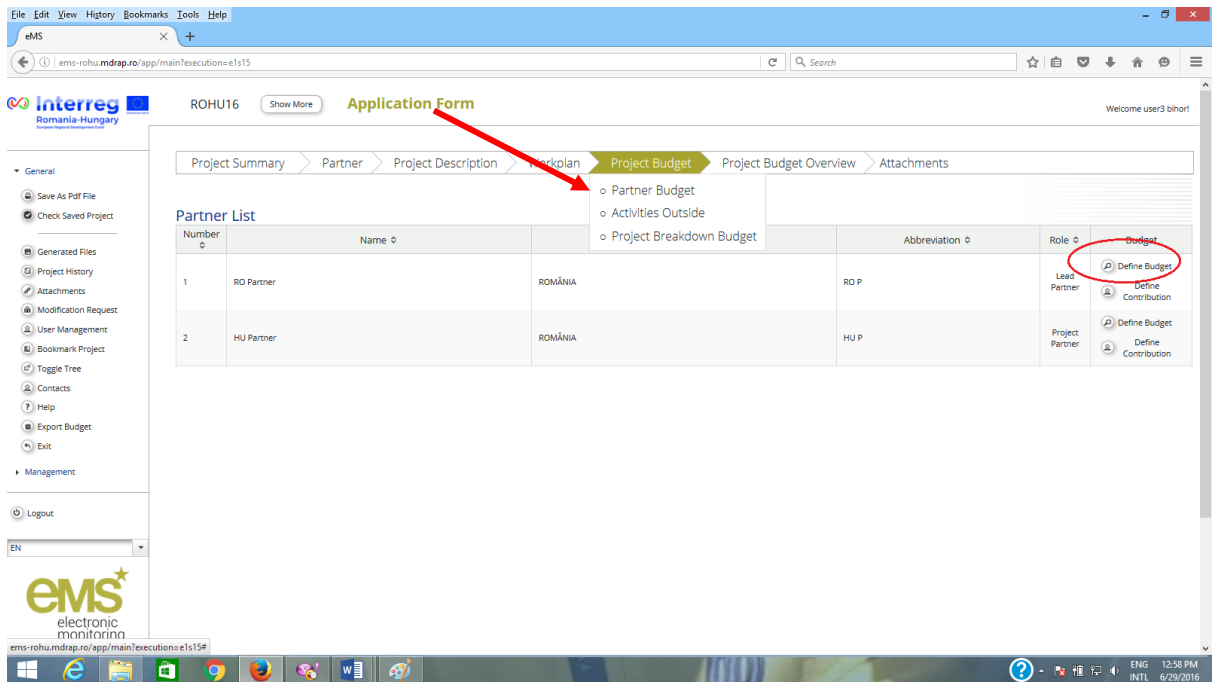 File Edit View History Bookmarks Tools Help
eMS
ems-rohu.mdrap.ro/app/main?execution=e1s15
Search
Interreg
Romania-Hungary
European Regional Development Fund
ROHU16
Show More
Application Form
Welcome user3 bihor!
Project Summary
Partner
Project Description
Workplan
Project Budget
Project Budget Overview
Attachments
Partner Budget
Activities Outside
Project Breakdown Budget
General
Save As Pdf File
Check Saved Project
Generated Files
Project History
Attachments
Modification Request
User Management
Bookmark Project
Toggle Tree
Contacts
Help
Export Budget
Exit
Management
Logout
EN
eMS
electronic
monitoring
Partner List
Number
Name
Abbreviation
Role
Budget
1
RO Partner
ROMÂNIA
RO P
Lead
Partner
Define Budget
Define
Contribution
2
HU Partner
ROMÂNIA
HU P
Project
Partner
Define Budget
Define
Contribution
ems-rohu.mdrap.ro/app/main?execution=e1s15#
ENG
INTL
12:58 PM
6/29/2016